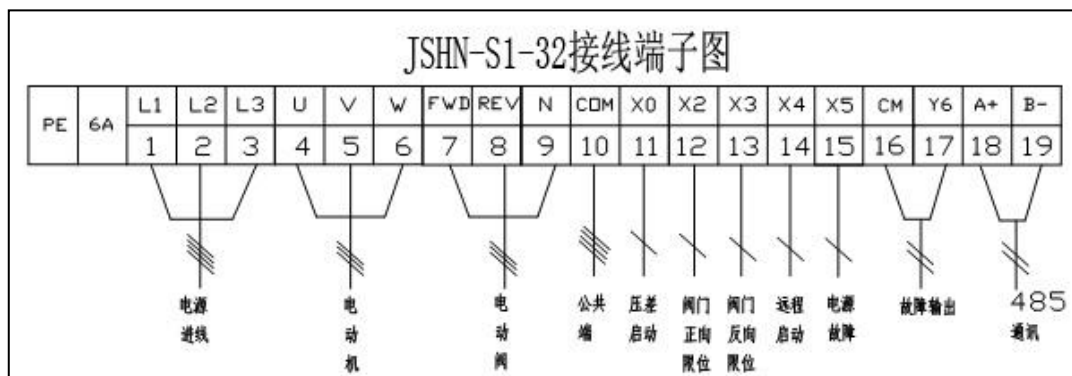 JSHN-S1-32接线端子图
PE 6A L1 L2 L3 U V W FWD REV N COM X0 X2 X3 X4 X5 CM Y6 A+ B-
1 2 3 4 5 6 7 8 9 10 11 12 13 14 15 16 17 18 19
电源
进线
电
动
机
电
动
阀
公共
端
压差
启动
阀门
正向
限位
阀门
反向
限位
远程
启动
电源
故障
故障输出
485
通讯